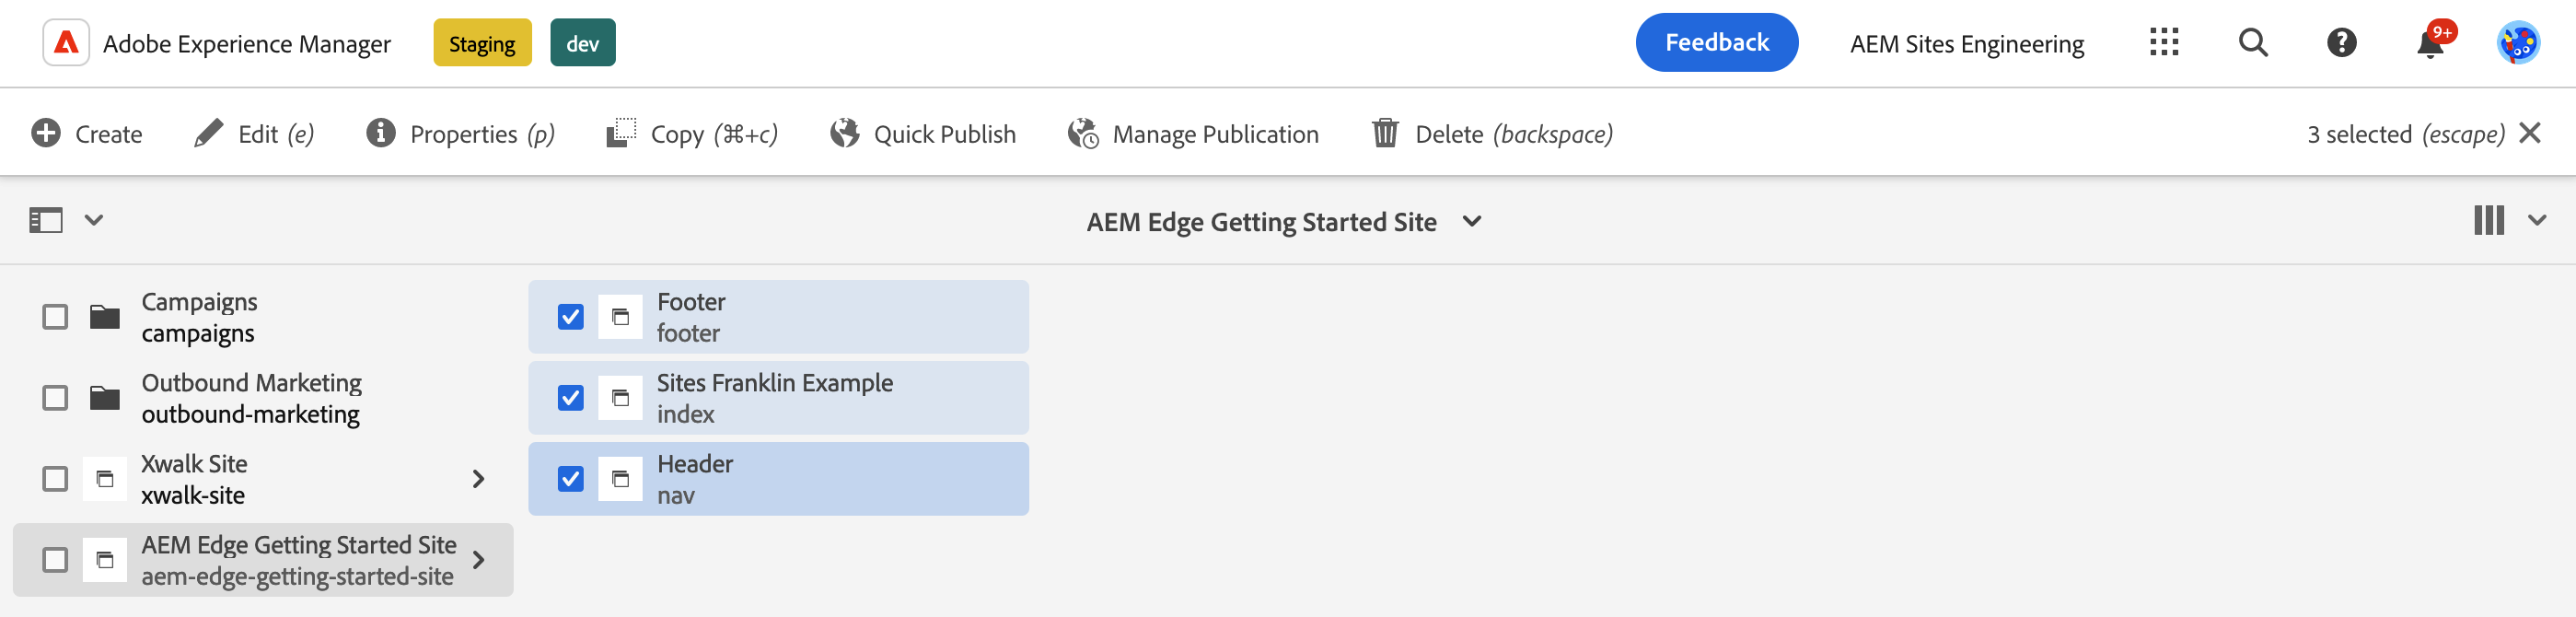 Adobe Experience Manager Staging dev Feedback AEM Sites Engineering 9+
Create Edit (e) Properties (p) Copy (⌘+c) Quick Publish Manage Publication Delete (backspace) 3 selected (escape)
AEM Edge Getting Started Site
Campaigns
campaigns
Outbound Marketing
outbound-marketing
Xwalk Site
xwalk-site
AEM Edge Getting Started Site
aem-edge-getting-started-site
Footer
footer
Sites Franklin Example
index
Header
nav